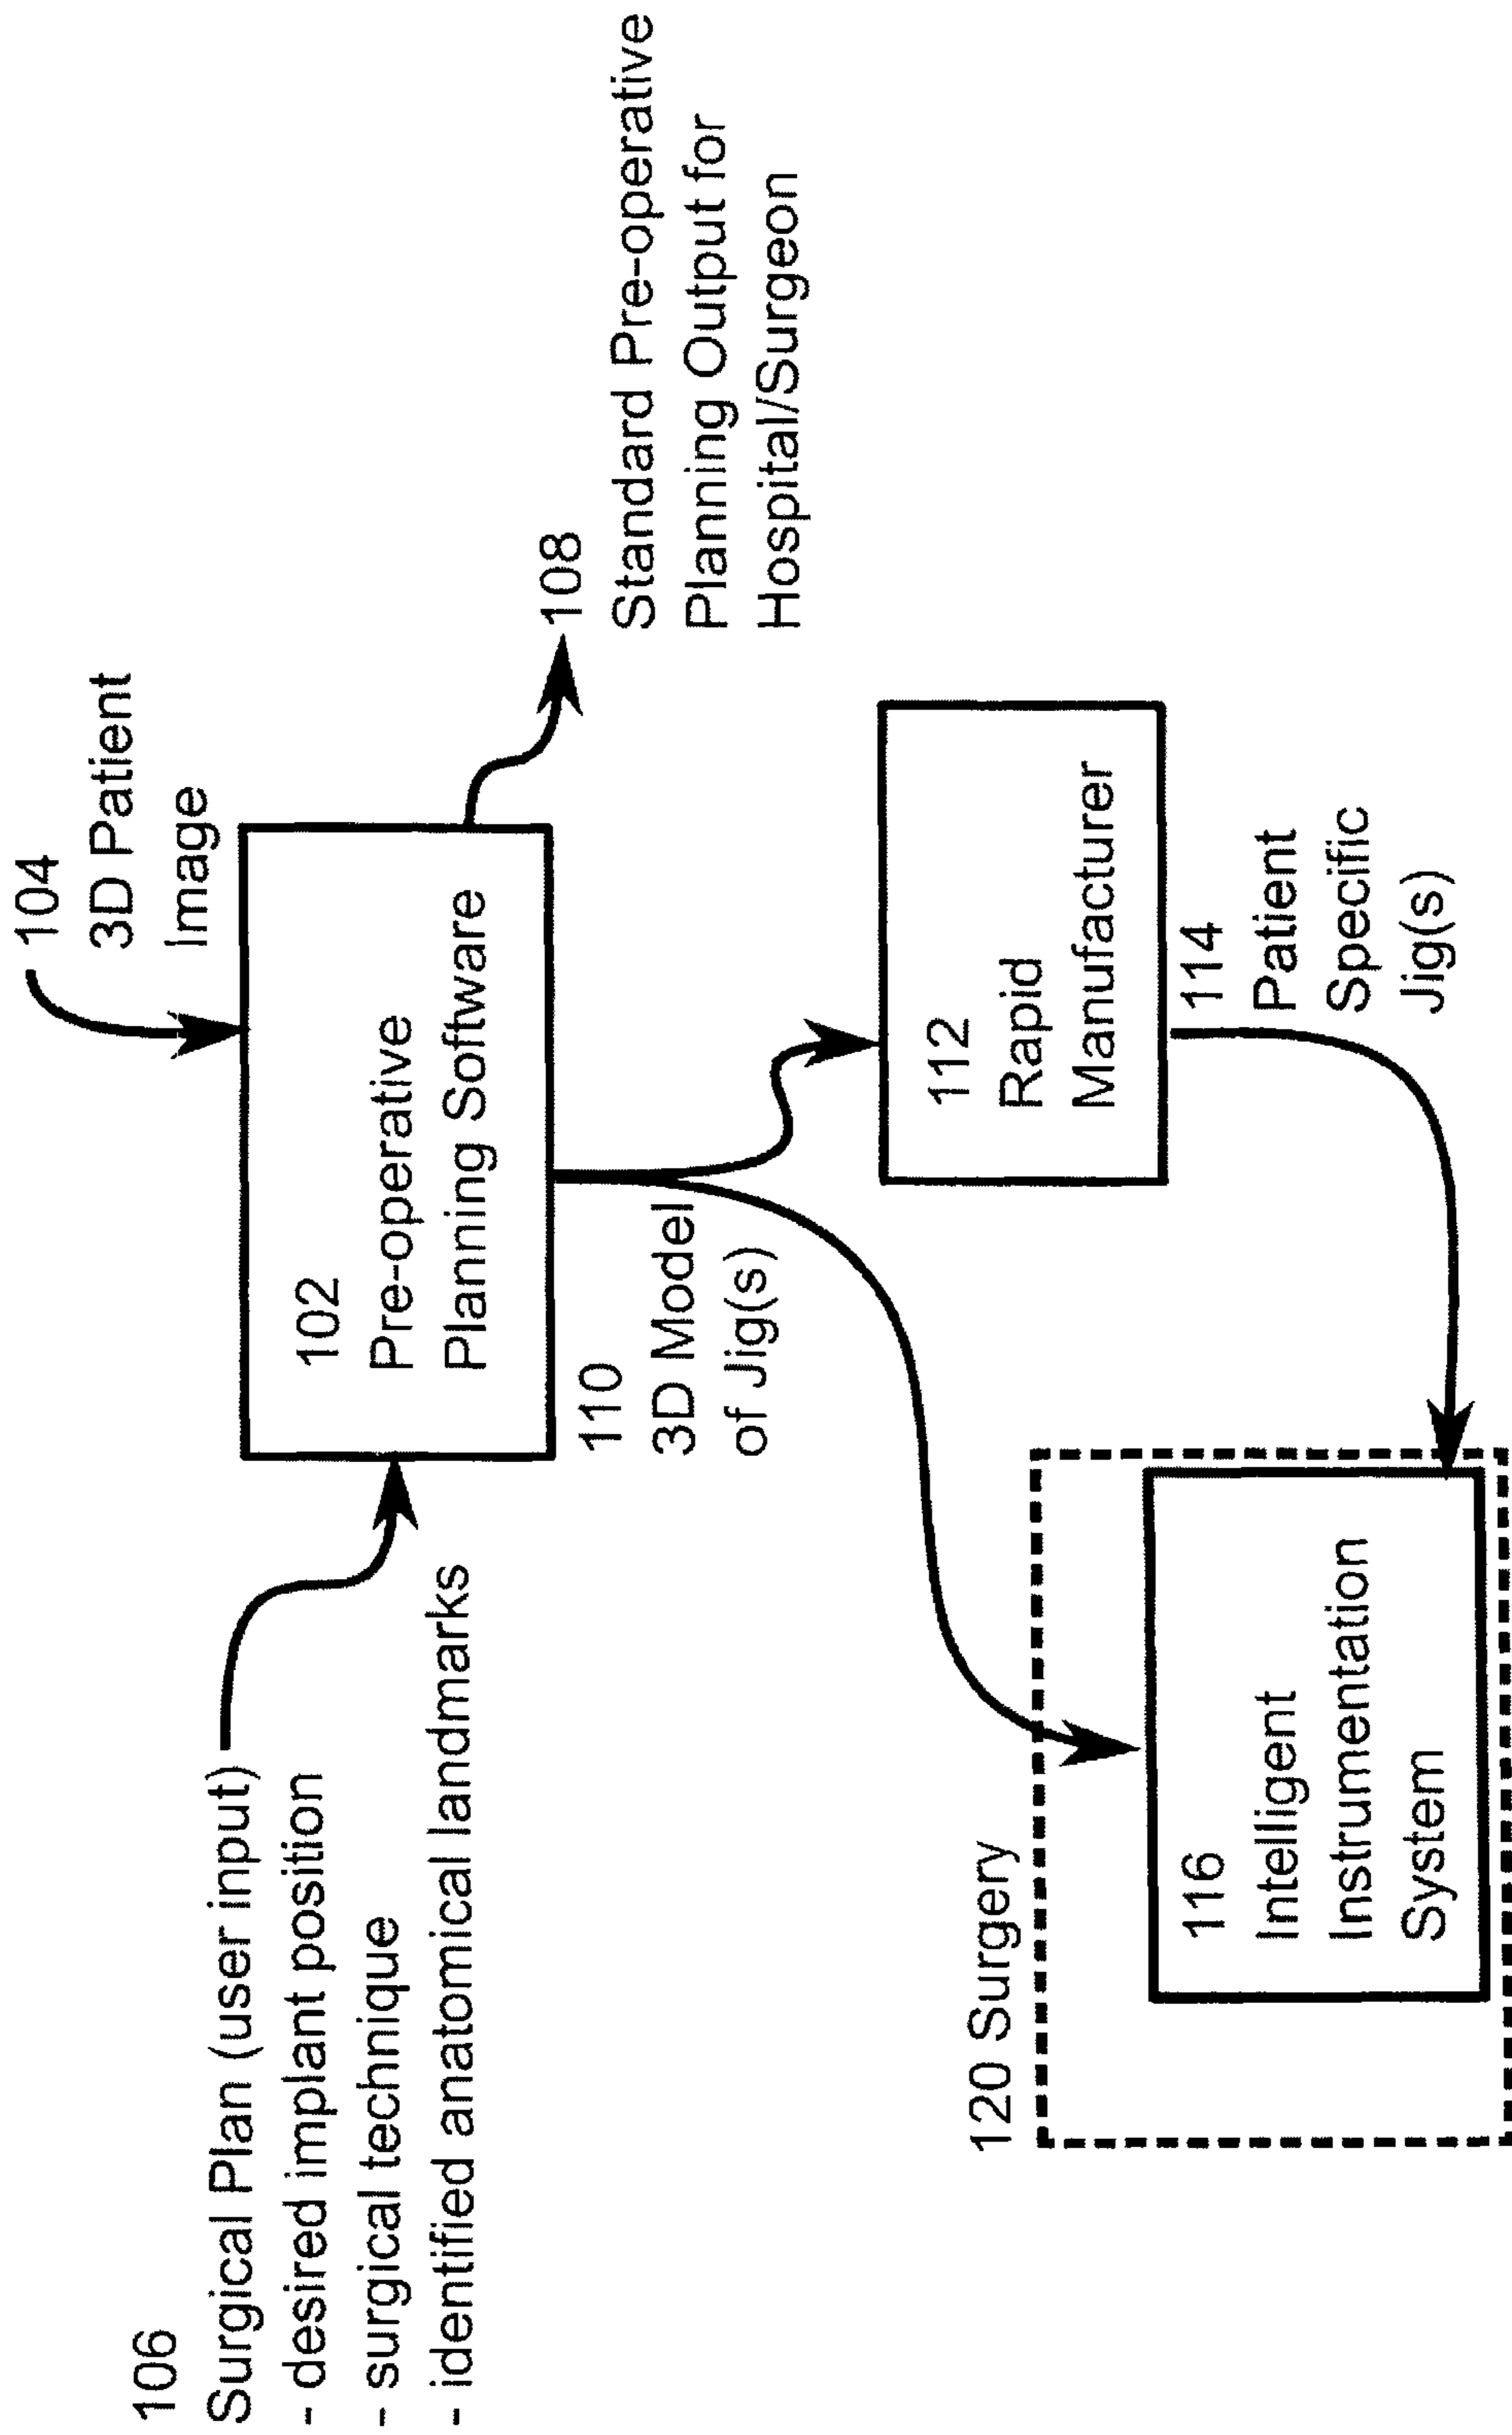 104
3D Patient
Image
106
Surgical Plan (user input)
- desired implant position
- surgical technique
- identified anatomical landmarks
102
Pre-operative
Planning Software
108
Standard Pre-operative
Planning Output for
Hospital/Surgeon
110
3D Model
of Jig(s)
112
Rapid
Manufacturer
114
Patient
Specific
Jig(s)
120 Surgery
116
Intelligent
Instrumentation
System